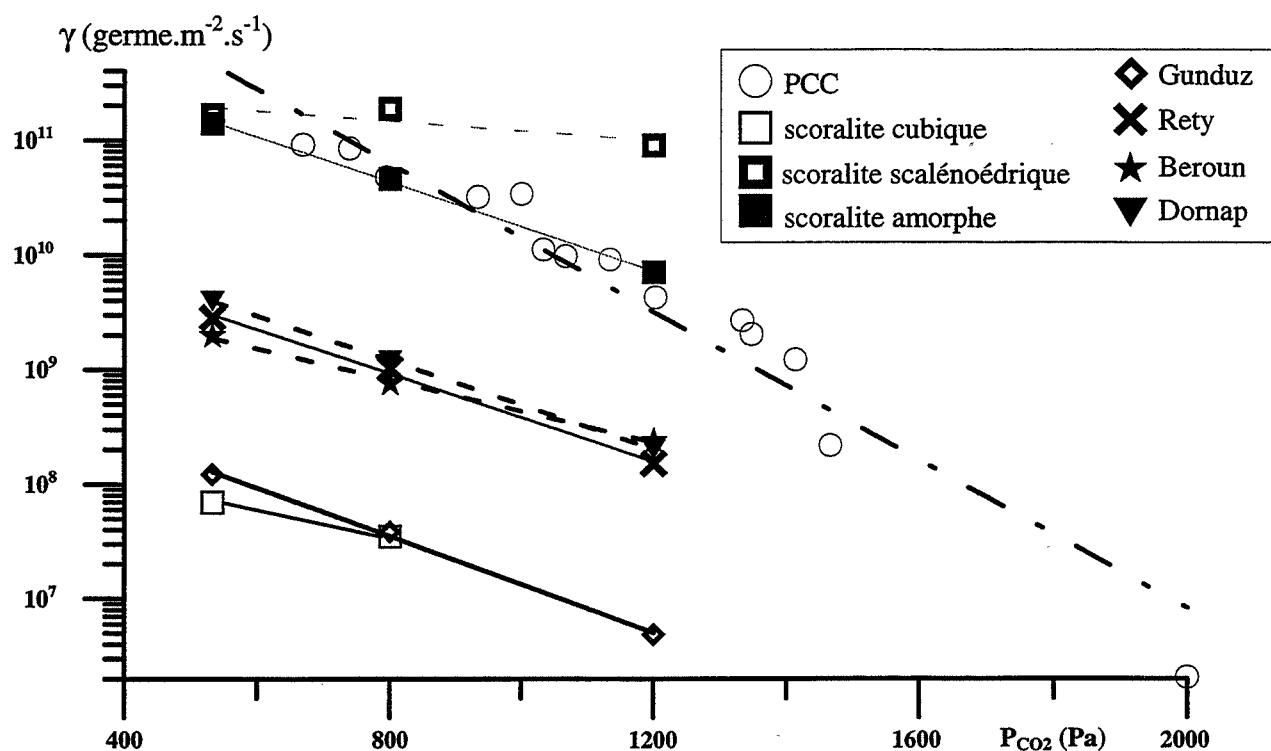 γ (germe.m⁻².s⁻¹)
PCC
scoralite cubique
scoralite scalénoédrique
scoralite amorphe
Gunduz
Rety
Beroun
Dornap
10¹¹
10¹⁰
10⁹
10⁸
10⁷
400 800 1200 1600 P_CO2 (Pa) 2000